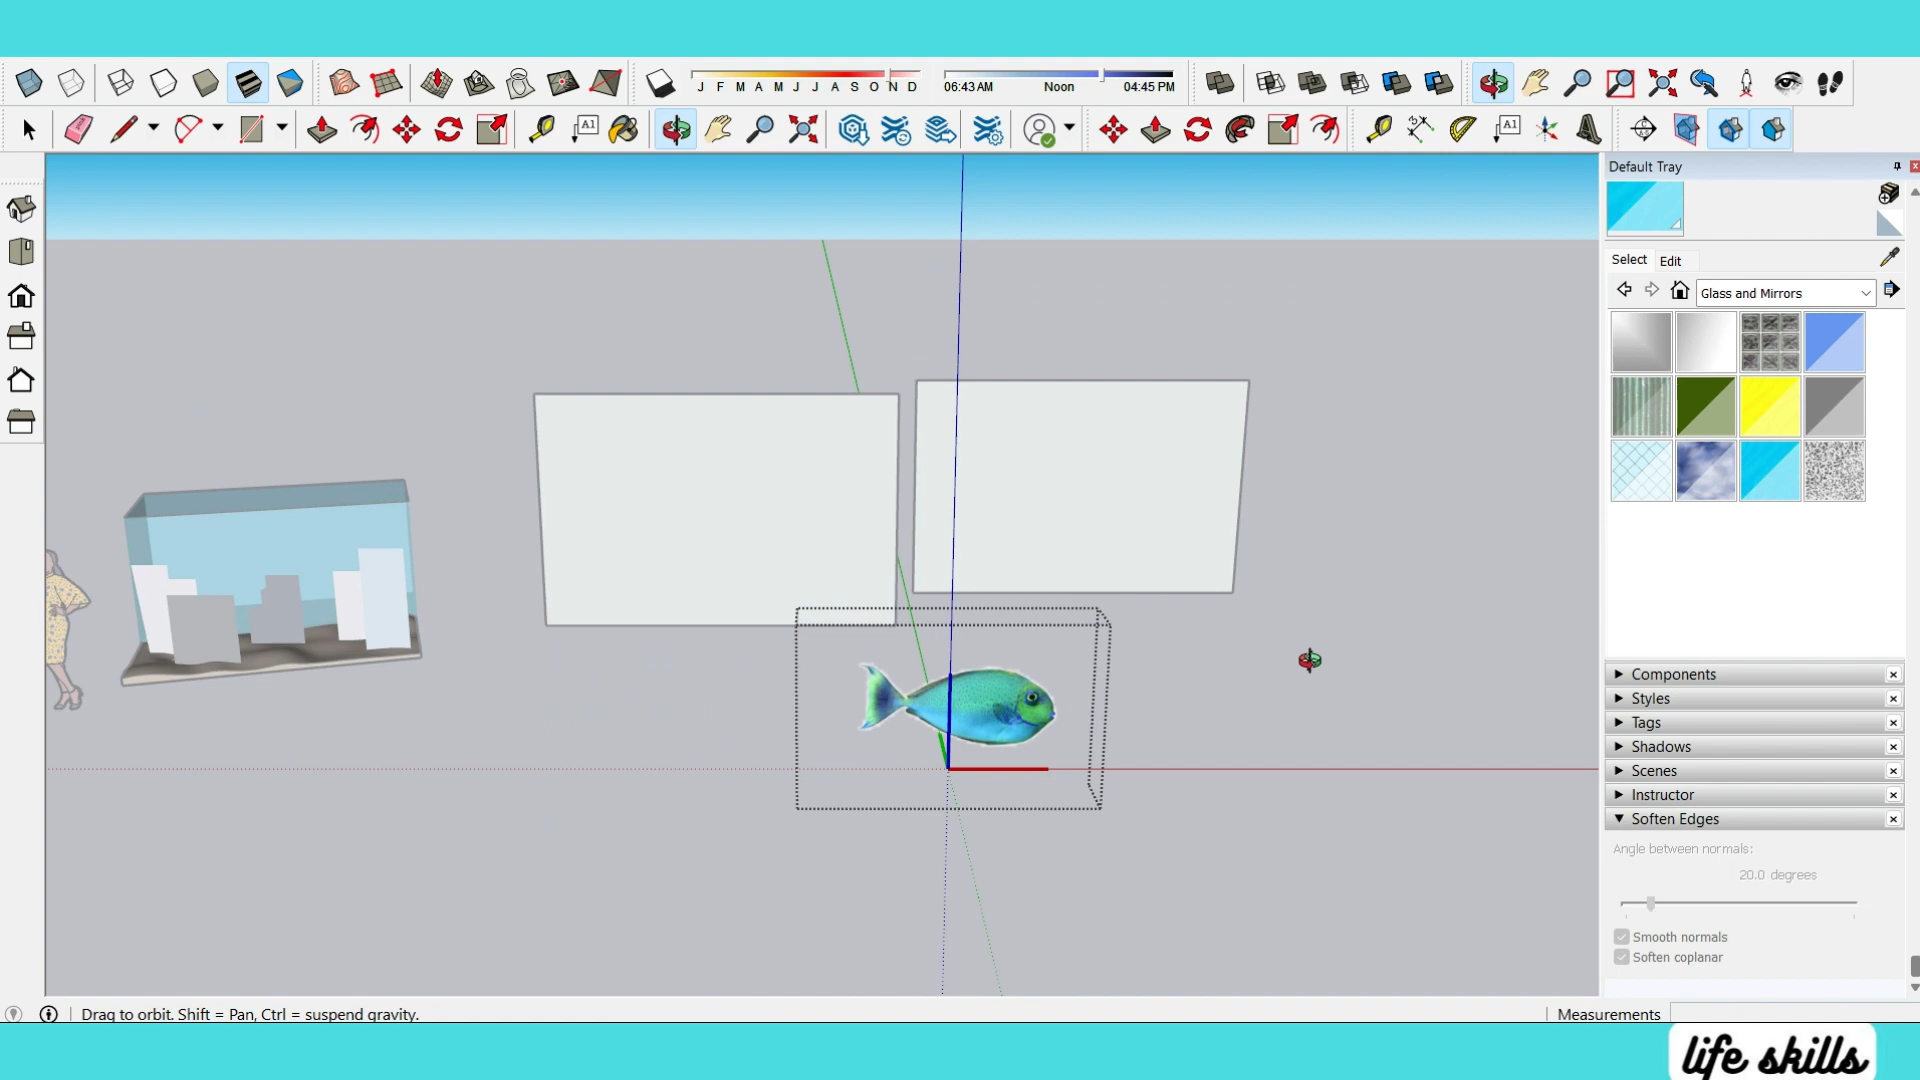 J F M A M J J A S O N D
06:43 AM Noon 04:45 PM
A1
A1
Default Tray
Select Edit
Glass and Mirrors
Components
Styles
Tags
Shadows
Scenes
Instructor
Soften Edges
Angle between normals:
20.0 degrees
Smooth normals
Soften coplanar
Drag to orbit. Shift = Pan, Ctrl = suspend gravity.
Measurements
life skills